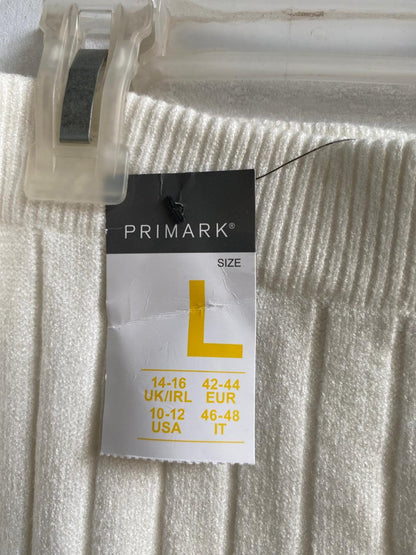 PRIMARK®
SIZE
L
14-16 42-44
UK/IRL EUR
10-12 46-48
USA IT